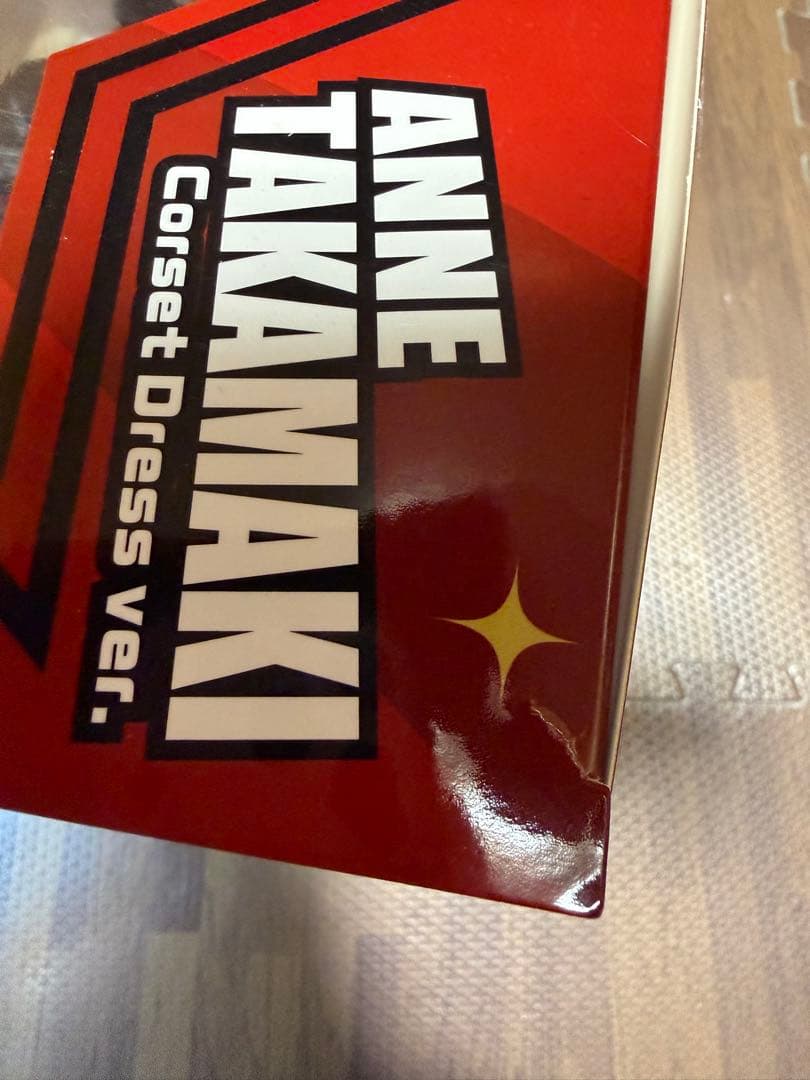 ANNE
TAKAMAKI
Corset Dress ver.